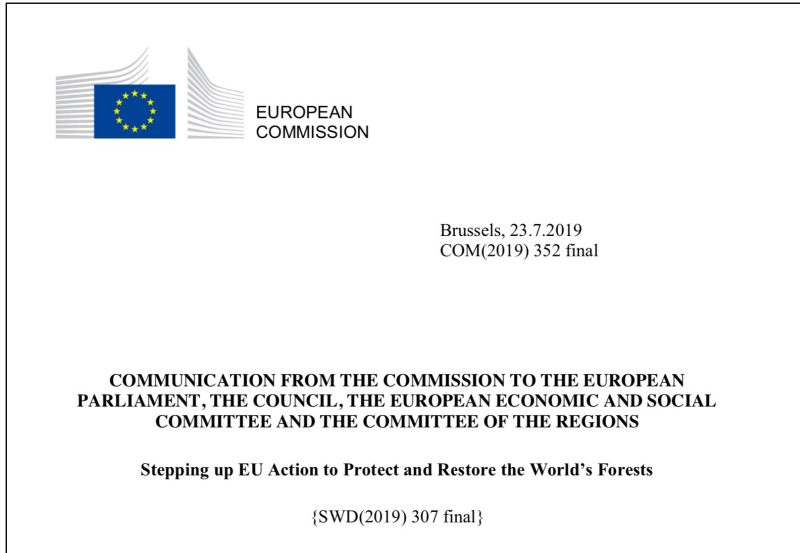 EUROPEAN
COMMISSION
Brussels, 23.7.2019
COM(2019) 352 final
COMMUNICATION FROM THE COMMISSION TO THE EUROPEAN
PARLIAMENT, THE COUNCIL, THE EUROPEAN ECONOMIC AND SOCIAL
COMMITTEE AND THE COMMITTEE OF THE REGIONS
Stepping up EU Action to Protect and Restore the World’s Forests
{SWD(2019) 307 final}